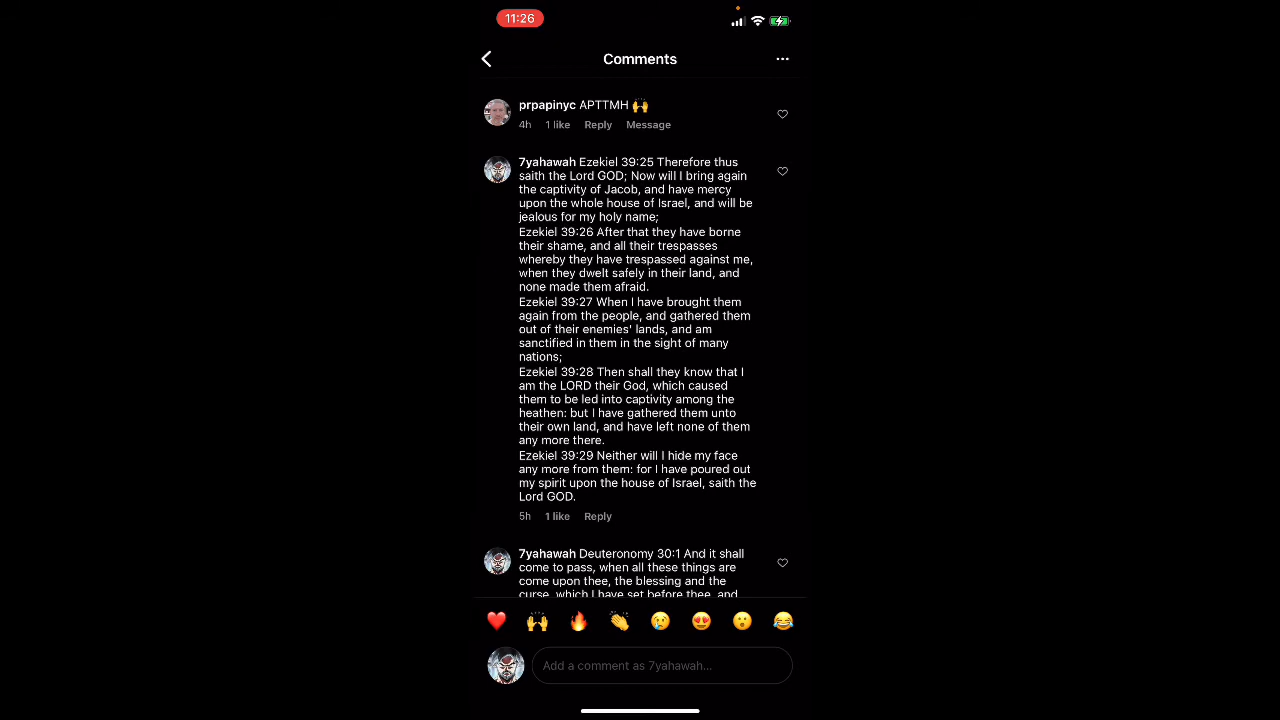 11:26
Comments
prpapinyc APTTMH 🙌
4h 1 like Reply Message
7yahawah Ezekiel 39:25 Therefore thus
saith the Lord GOD; Now will I bring again
the captivity of Jacob, and have mercy
upon the whole house of Israel, and will be
jealous for my holy name;
Ezekiel 39:26 After that they have borne
their shame, and all their trespasses
whereby they have trespassed against me,
when they dwelt safely in their land, and
none made them afraid.
Ezekiel 39:27 When I have brought them
again from the people, and gathered them
out of their enemies' lands, and am
sanctified in them in the sight of many
nations;
Ezekiel 39:28 Then shall they know that I
am the LORD their God, which caused
them to be led into captivity among the
heathen: but I have gathered them unto
their own land, and have left none of them
any more there.
Ezekiel 39:29 Neither will I hide my face
any more from them: for I have poured out
my spirit upon the house of Israel, saith the
Lord GOD.
5h 1 like Reply
7yahawah Deuteronomy 30:1 And it shall
come to pass, when all these things are
come upon thee, the blessing and the
curse, which I have set before thee, and
Add a comment as 7yahawah...